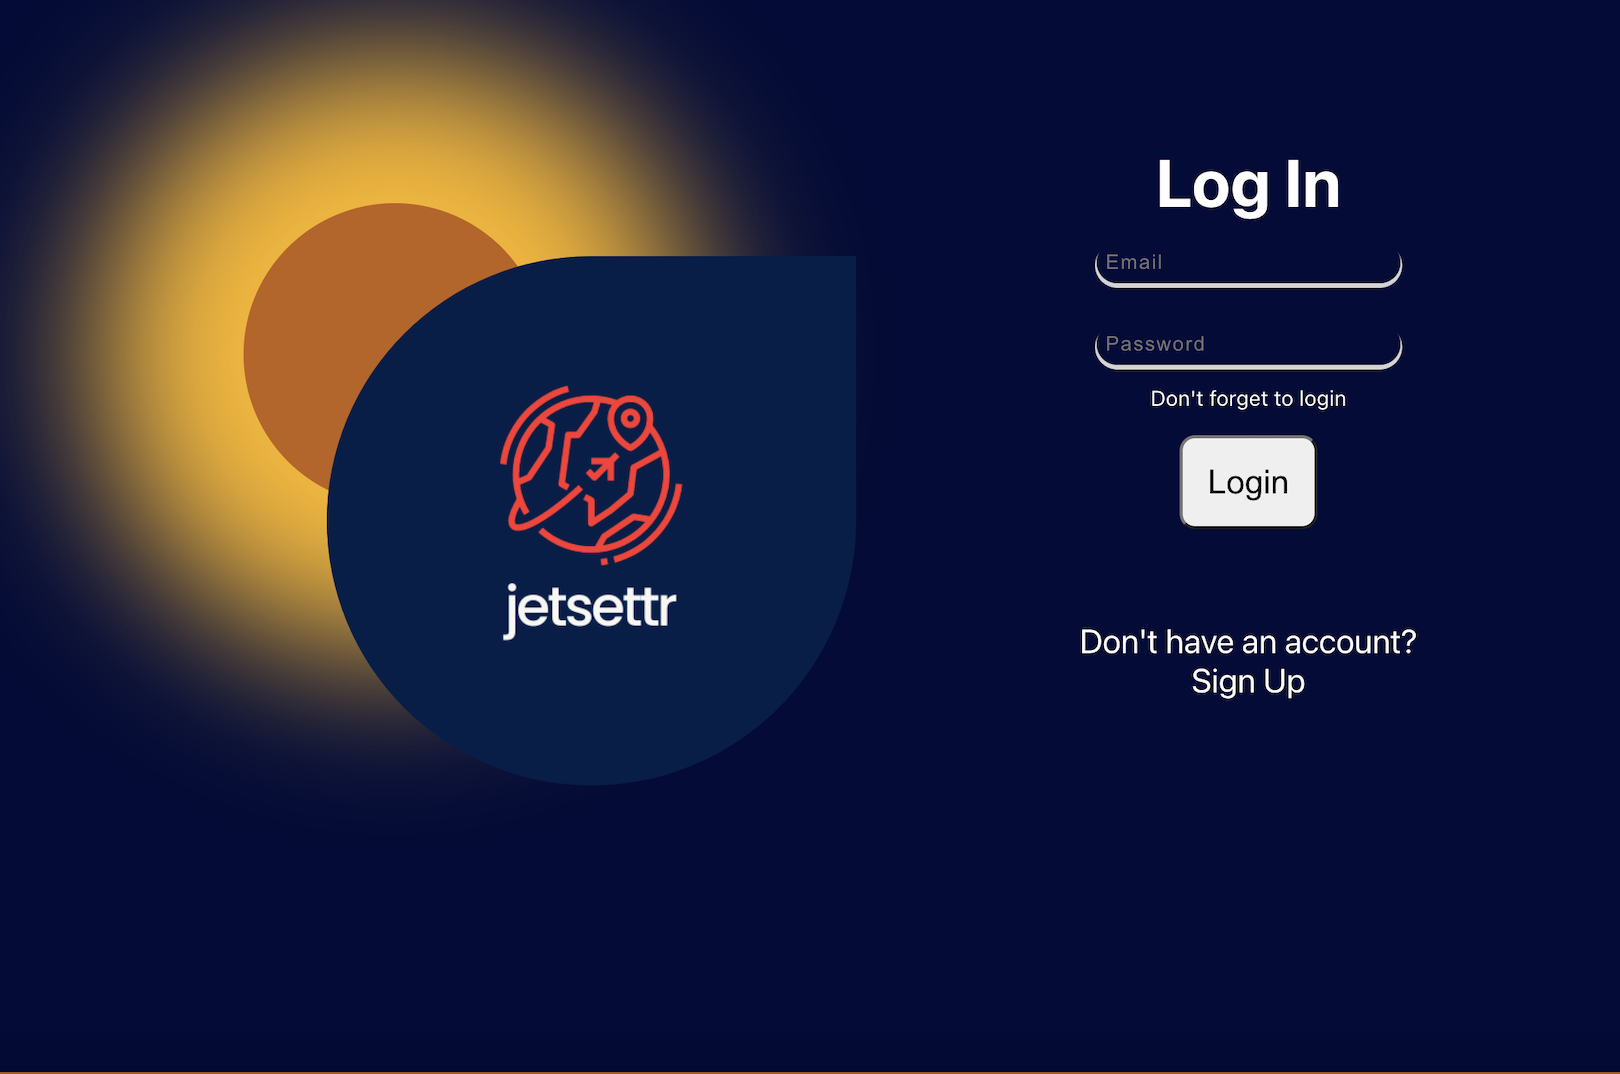 jetsettr
Log In
Email
Password
Don't forget to login
Login
Don't have an account?
Sign Up